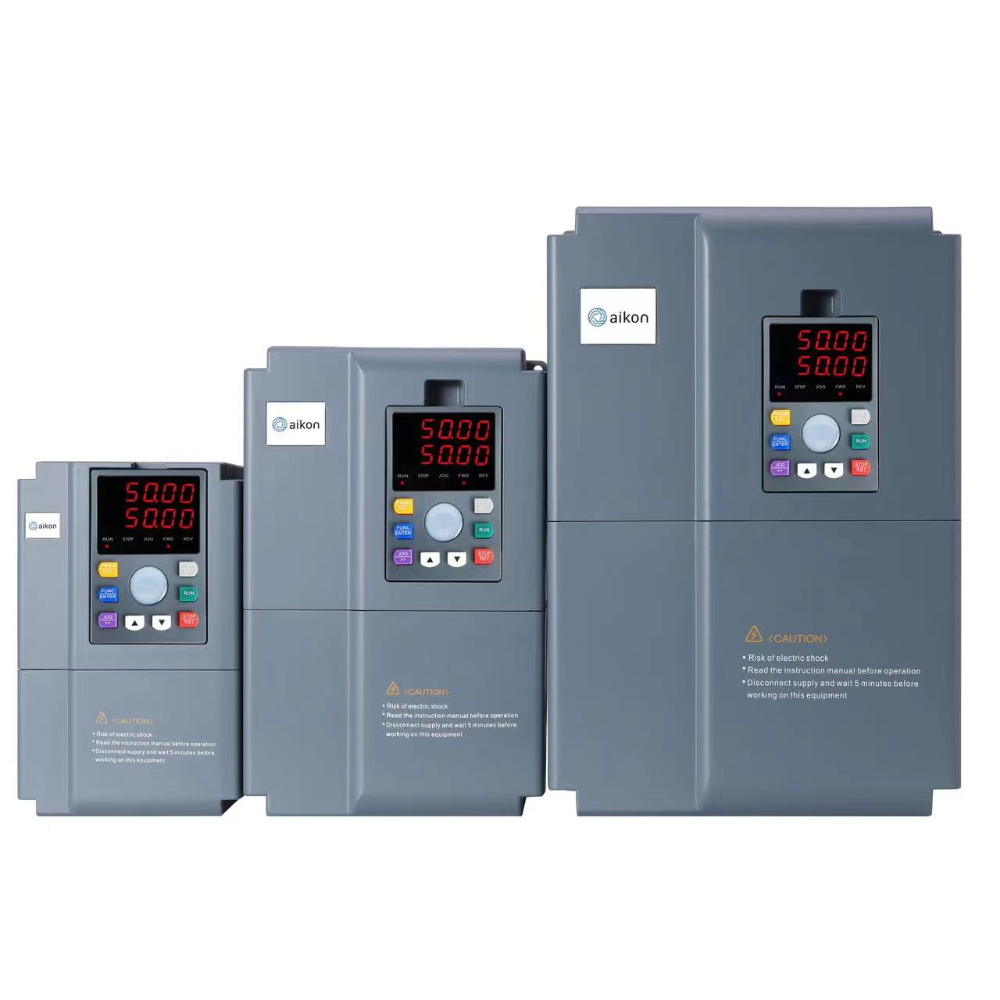 aikon
50.00
50.00
RUN STOP JOG FWD REV
PRGM
ESC
FWD
REV
FUNC
ENTER
RUN
JOG
>>
▲
▼
STOP
RST
<CAUTION>
• Risk of electric shock
• Read the instruction manual before operation
• Disconnect supply and wait 5 minutes before
working on this equipment
aikon
50.00
50.00
RUN STOP JOG FWD REV
PRGM
ESC
FWD
REV
FUNC
ENTER
RUN
JOG
>>
▲
▼
STOP
RST
<CAUTION>
• Risk of electric shock
• Read the instruction manual before operation
• Disconnect supply and wait 5 minutes before
working on this equipment
aikon
50.00
50.00
RUN STOP JOG FWD REV
PRGM
ESC
FWD
REV
FUNC
ENTER
RUN
JOG
>>
▲
▼
STOP
RST
<CAUTION>
• Risk of electric shock
• Read the instruction manual before operation
• Disconnect supply and wait 5 minutes before
working on this equipment